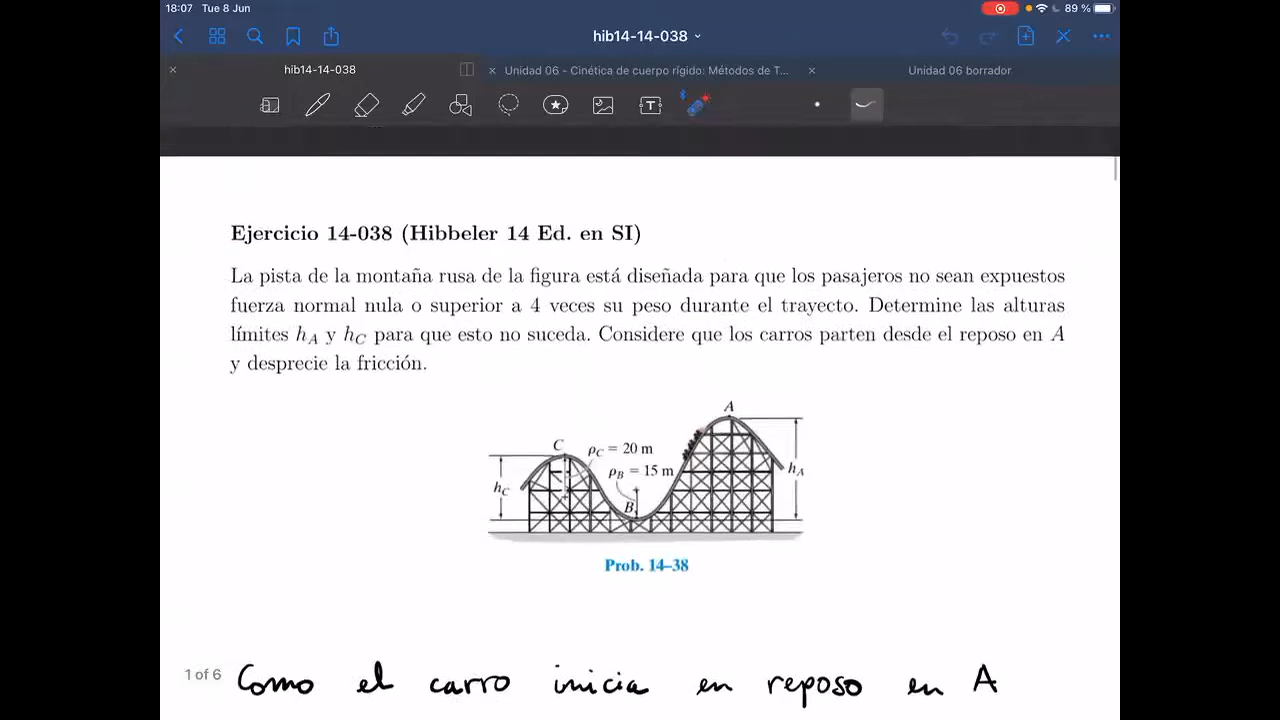 18:07 Tue 8 Jun
89 %
hib14-14-038
hib14-14-038
Unidad 06 - Cinética de cuerpo rígido: Métodos de T...
Unidad 06 borrador
Ejercicio 14-038 (Hibbeler 14 Ed. en SI)
La pista de la montaña rusa de la figura está diseñada para que los pasajeros no sean expuestos
fuerza normal nula o superior a 4 veces su peso durante el trayecto. Determine las alturas
límites hA y hC para que esto no suceda. Considere que los carros parten desde el reposo en A
y desprecie la fricción.
A
C
ρC = 20 m
ρB = 15 m
hA
hC
B
Prob. 14–38
1 of 6
Como el carro inicia en reposo en A